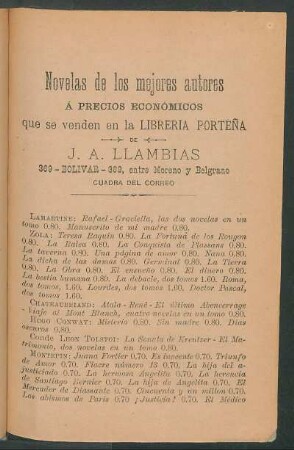 Novelas de los mejores autores
Á PRECIOS ECONÓMICOS
que se venden en la LIBRERIA PORTEÑA
DE
J. A. LLAMBIAS
369 - BOLIVAR - 369, entre Moreno y Belgrano
CUADRA DEL CORREO
LAMARTINE: Rafael - Graciella, las dos novelas en un
tomo 0.80. Manuscrito de mi madre 0.80.
ZOLA: Teresa Raquin 0.80. La Fortuna de los Rougon
0.80. La Ralea 0.80. La Conquista de Plassans 0.80.
La taverna 0.80. Una página de amor 0.80. Nana 0.80.
La dicha de las damas 0.80. Germinal 0.80. La Tierra
0.80. La Obra 0.80. El ensueño 0.80. El dinero 0.80.
La bestia humana 0.80. La debacle, dos tomos 1.60. Roma,
dos tomos, 1.60. Lourdes, dos tomos 1.60. Doctor Pascual,
dos tomos 1.60.
CHATEAUBRIAND: Atala - René - El último Abencerrage
Viaje al Mont Blanch, cuatro novelas en un tomo 0.80.
HUGO CONWAY: Misterio 0.80. Sin madre 0.80. Dias
oscuros 0.80.
Conde LEON TOLSTOI: La Sonata de Kreutzer - El Ma-
trimonio, dos novelas en un tomo 0.80.
MONTEPIN: Juana Fortier 0.70. Es inocente 0.70. Triunfo
de Amor 0.70. Fiacre número 13 0.70. La hija del a-
justiciado 0.70. La hermosa Angelita 0.70. La herencia
de Santiago Bernier 0.70. La hija de Angelita 0.70. El
Mercader de Diamantes 0.70. Cincuenta y un millon 0.70.
Los abismos de Paris 0.70 ¡Justicia! 0.70. El Médico